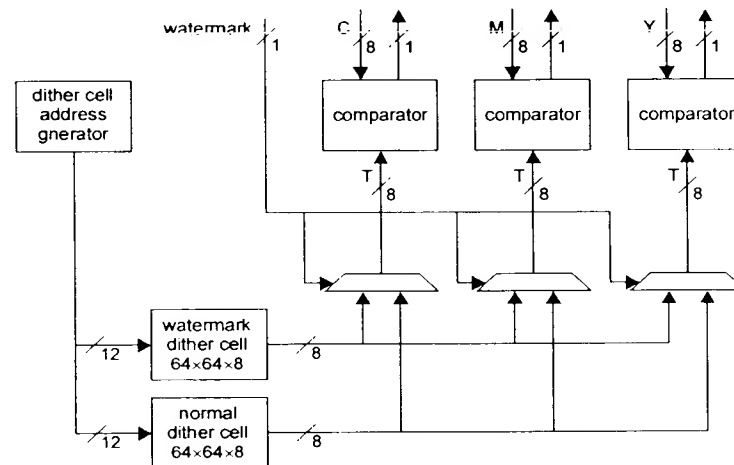 watermark 1 C 8 1 M 8 1 Y 8 1
dither cell
address
gnerator
comparator comparator comparator
T 8 T 8 T 8
12 watermark
dither cell
64×64×8 8
12 normal
dither cell
64×64×8 8